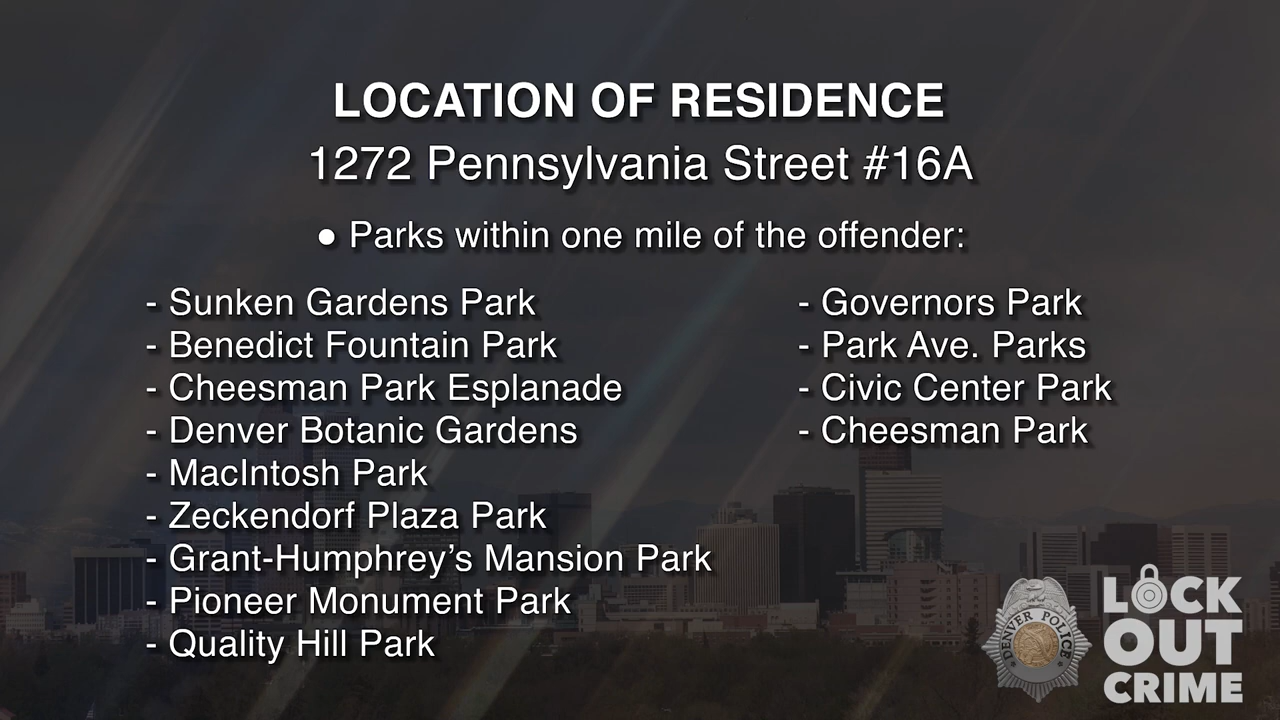 LOCATION OF RESIDENCE
1272 Pennsylvania Street #16A
● Parks within one mile of the offender:
- Sunken Gardens Park
- Benedict Fountain Park
- Cheesman Park Esplanade
- Denver Botanic Gardens
- MacIntosh Park
- Zeckendorf Plaza Park
- Grant-Humphrey’s Mansion Park
- Pioneer Monument Park
- Quality Hill Park
- Governors Park
- Park Ave. Parks
- Civic Center Park
- Cheesman Park
DENVER POLICE
LOCK
OUT
CRIME